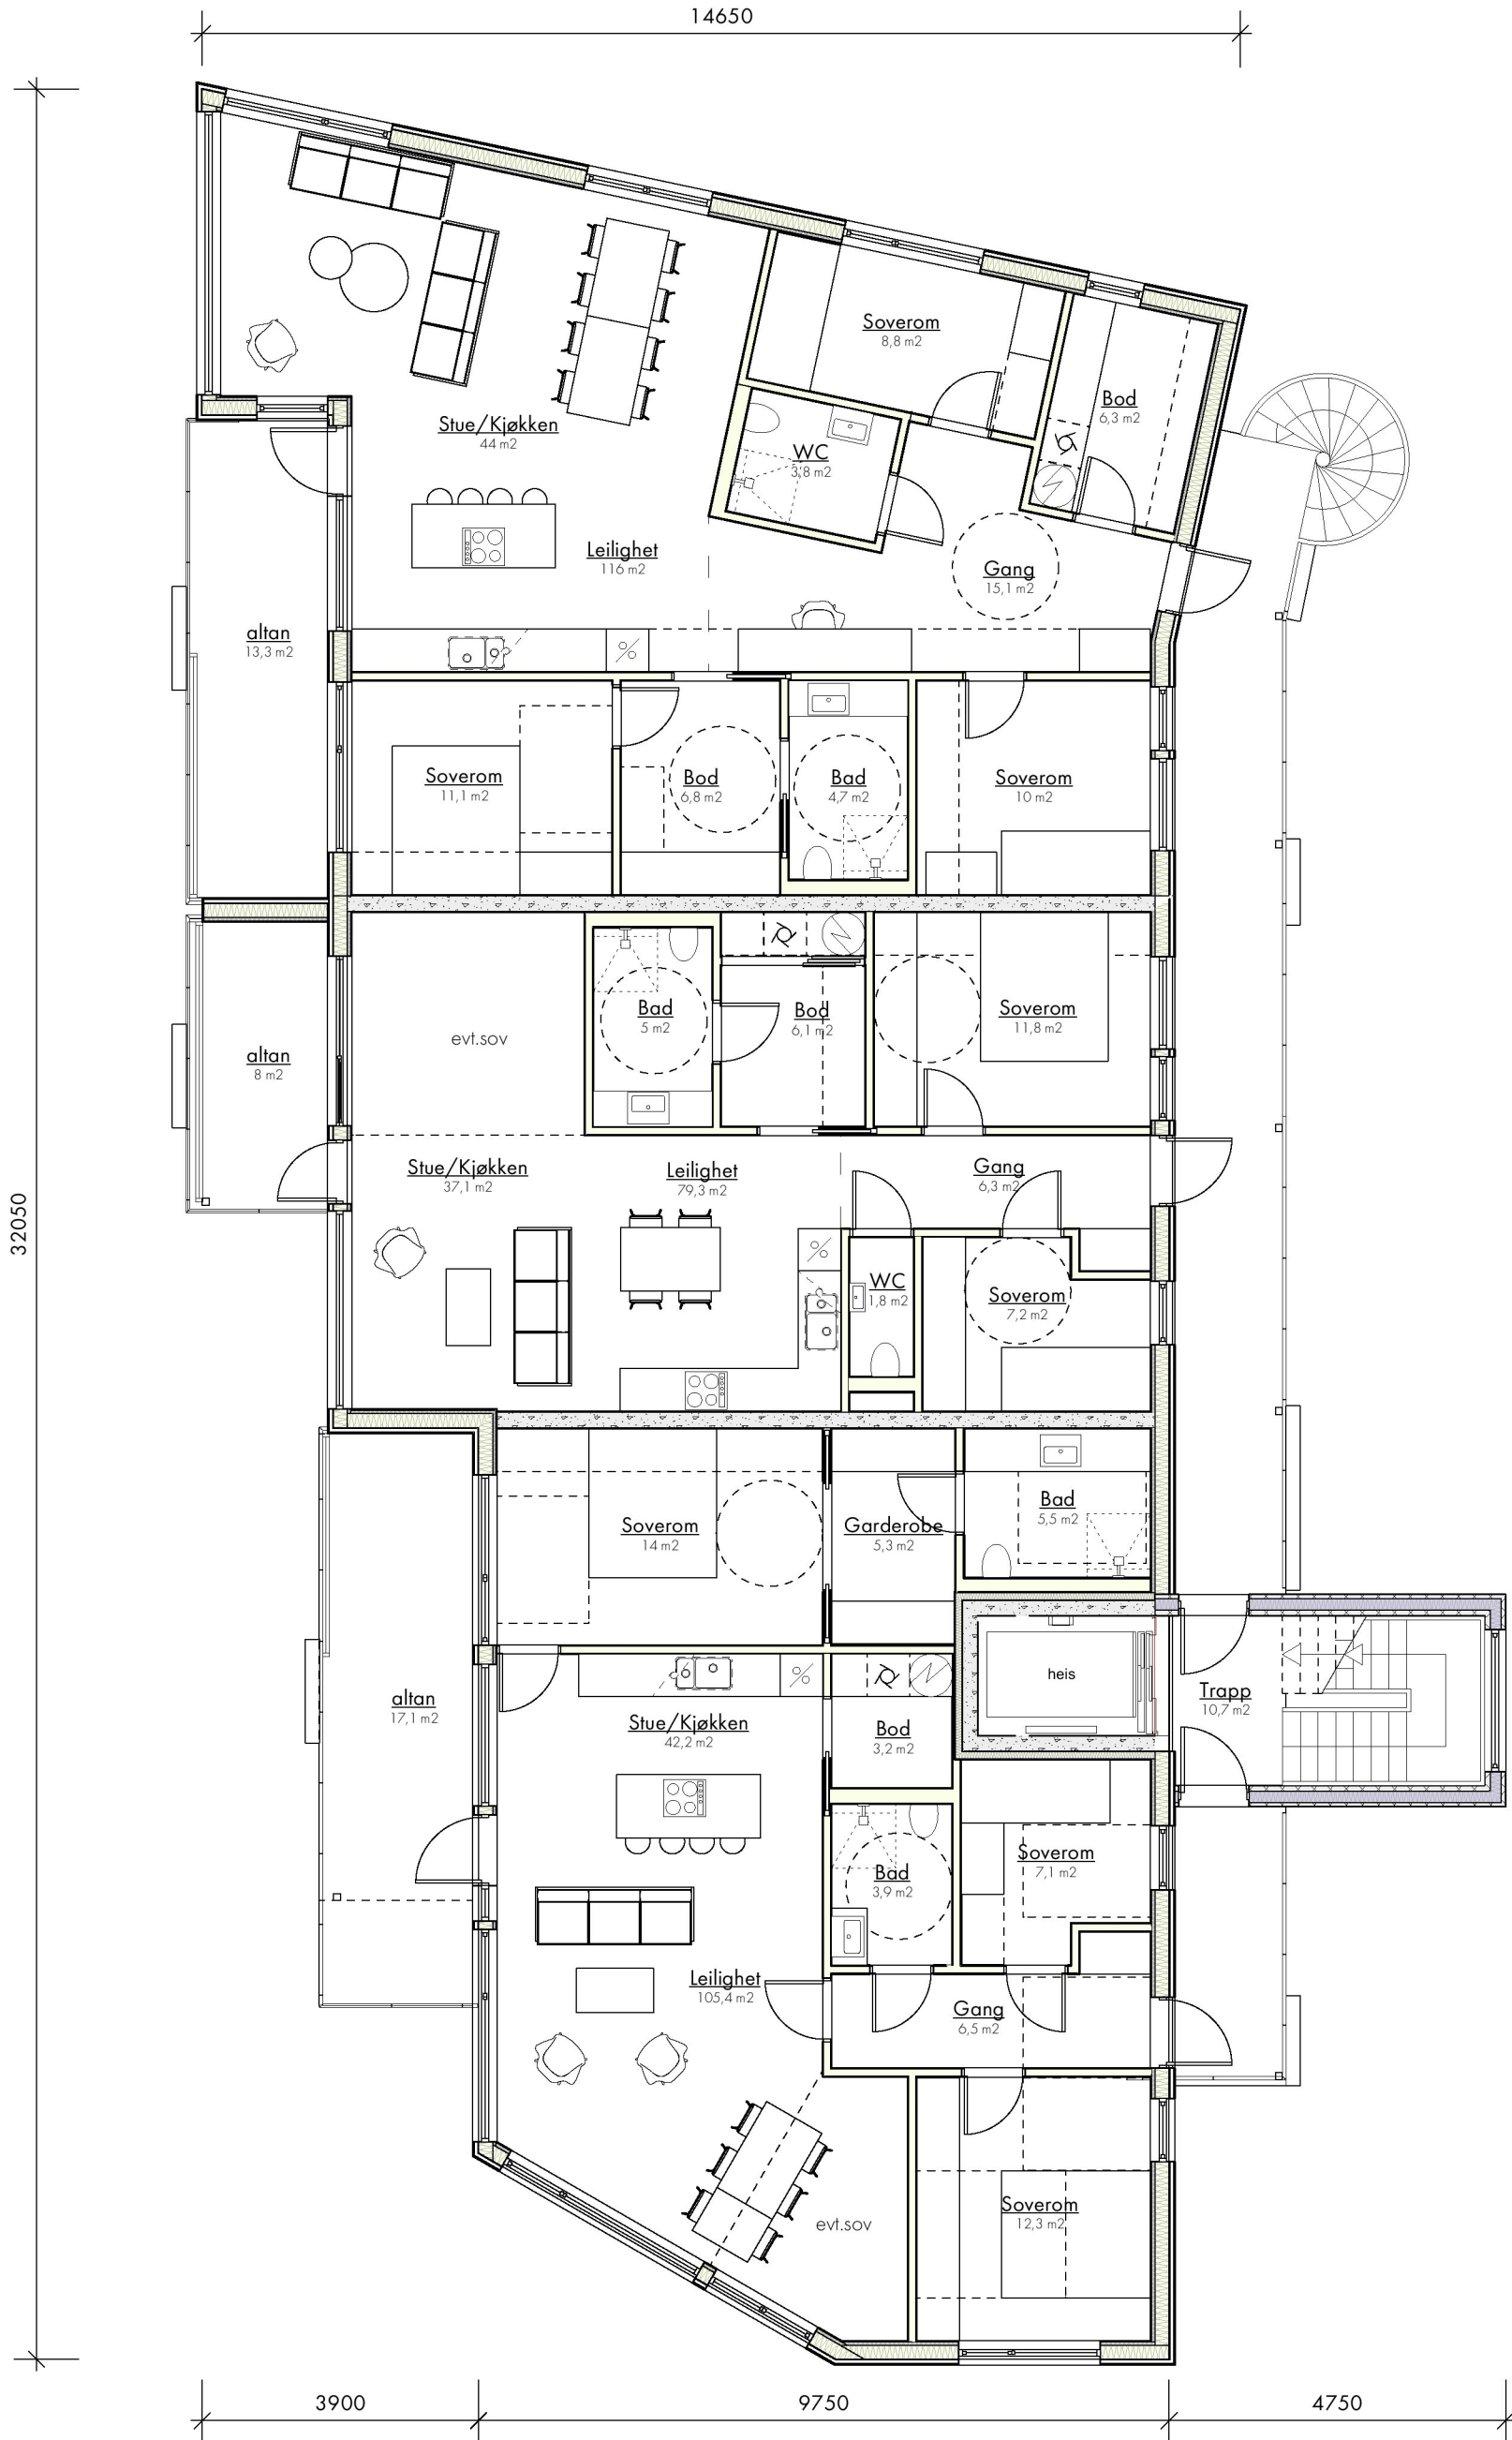 14650
Soverom
8,8 m2
Bod
6,3 m2
Stue/Kjøkken
44 m2
WC
3,8 m2
Leilighet
116 m2
Gang
15,1 m2
altan
13,3 m2
Soverom
11,1 m2
Bod
6,8 m2
Bad
4,7 m2
Soverom
10 m2
evt.sov
Bad
5 m2
Bod
6,1 m2
Soverom
11,8 m2
altan
8 m2
32050
Stue/Kjøkken
37,1 m2
Leilighet
79,3 m2
Gang
6,3 m2
WC
1,8 m2
Soverom
7,2 m2
Soverom
14 m2
Garderobe
5,3 m2
Bad
5,5 m2
heis
altan
17,1 m2
Trapp
10,7 m2
Stue/Kjøkken
42,2 m2
Bod
3,2 m2
Soverom
7,1 m2
Bad
3,9 m2
Leilighet
105,4 m2
Gang
6,5 m2
Soverom
12,3 m2
evt.sov
3900
9750
4750